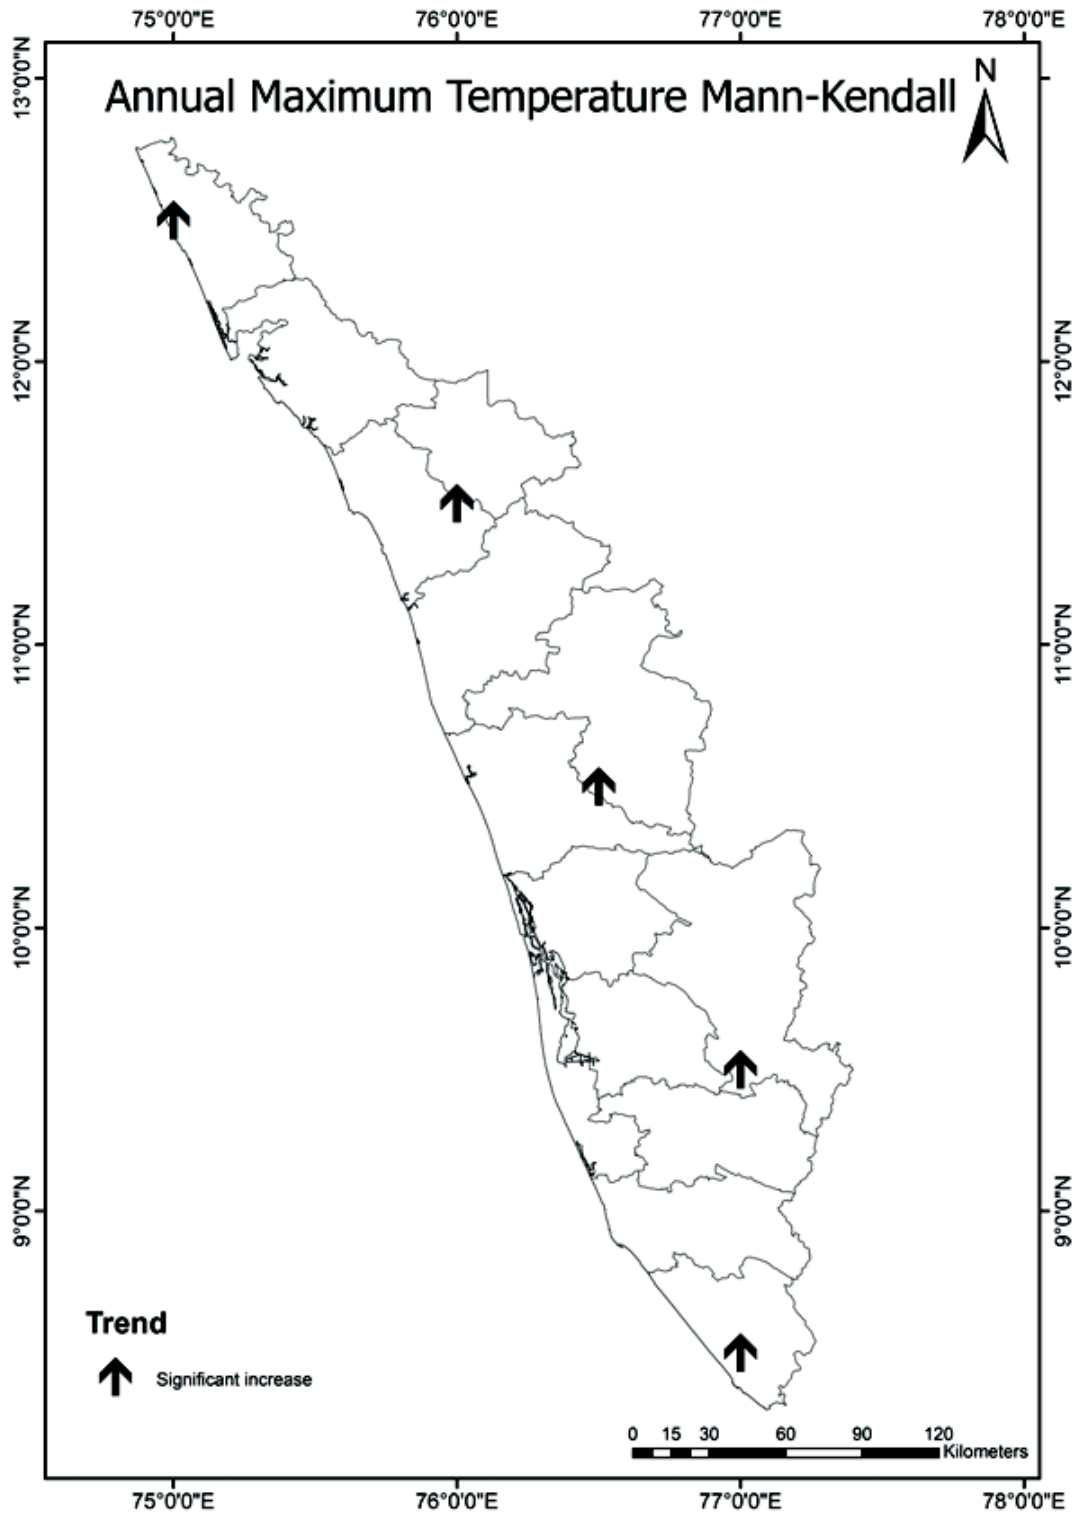 75°0'0"E 76°0'0"E 77°0'0"E 78°0'0"E
Annual Maximum Temperature Mann-Kendall
N
13°0'0"N
12°0'0"N 12°0'0"N
11°0'0"N 11°0'0"N
10°0'0"N 10°0'0"N
9°0'0"N 9°0'0"N
Trend
Significant increase
0 15 30 60 90 120
Kilometers
75°0'0"E 76°0'0"E 77°0'0"E 78°0'0"E